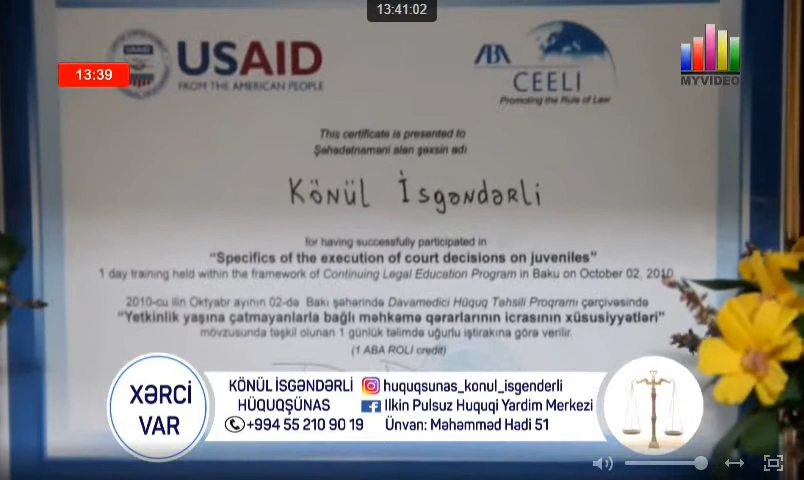 13:41:02
13:39
USAID
USAID
FROM THE AMERICAN PEOPLE
ABA
CEELI
Promoting the Rule of Law
MYVIDEO
This certificate is presented to
Şəhadətnaməni alan şəxsin adı
Könül İsgəndərli
for having successfully participated in
"Specifics of the execution of court decisions on juveniles"
1 day training held within the framework of Continuing Legal Education Program in Baku on October 02, 2010
2010-cu ilin Oktyabr ayının 02-də Bakı şəhərində Davamedici Hüquq Təhsili Proqramı çərçivəsində
"Yetkinlik yaşına çatmayanlarla bağlı məhkəmə qərarlarının icrasının xüsusiyyətləri"
mövzusunda təşkil olunan 1 günlük təlimdə uğurlu iştirakına görə verilir.
(1 ABA ROLI credit)
XƏRCİ
VAR
KÖNÜL İSGƏNDƏRLİ
HÜQUQŞÜNAS
+994 55 210 90 19
huquqsunas_konul_isgenderli
Ilkin Pulsuz Huquqi Yardim Merkezi
Ünvan: Məhəmməd Hadi 51